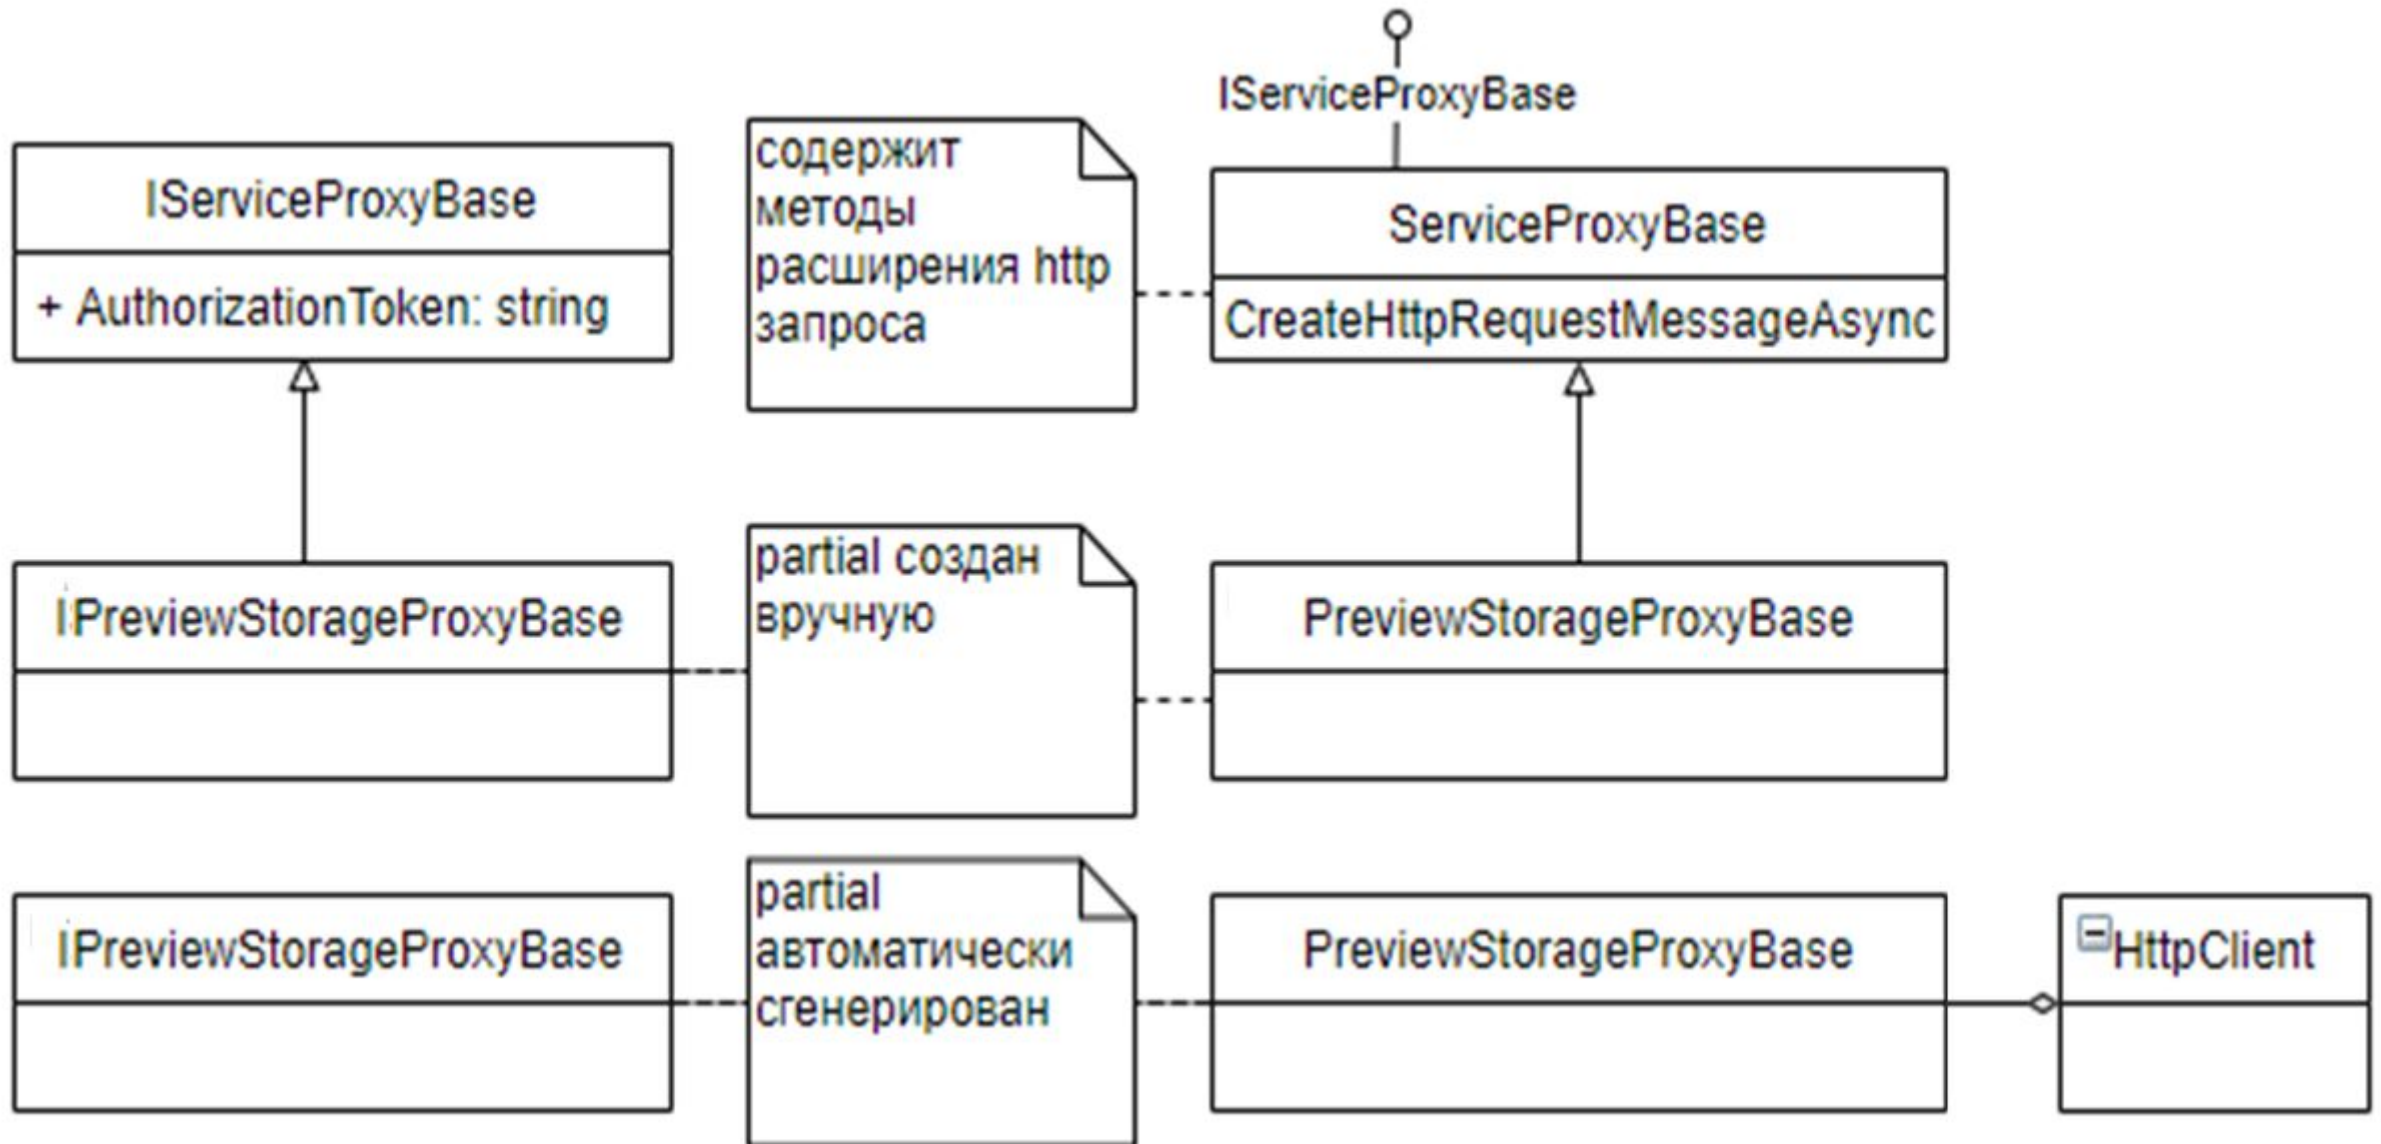 IServiceProxyBase
IServiceProxyBase
+ AuthorizationToken: string
содержит
методы
расширения http
запроса
ServiceProxyBase
CreateHttpRequestMessageAsync
IPreviewStorageProxyBase
partial создан
вручную
PreviewStorageProxyBase
IPreviewStorageProxyBase
partial
автоматически
сгенерирован
PreviewStorageProxyBase
HttpClient